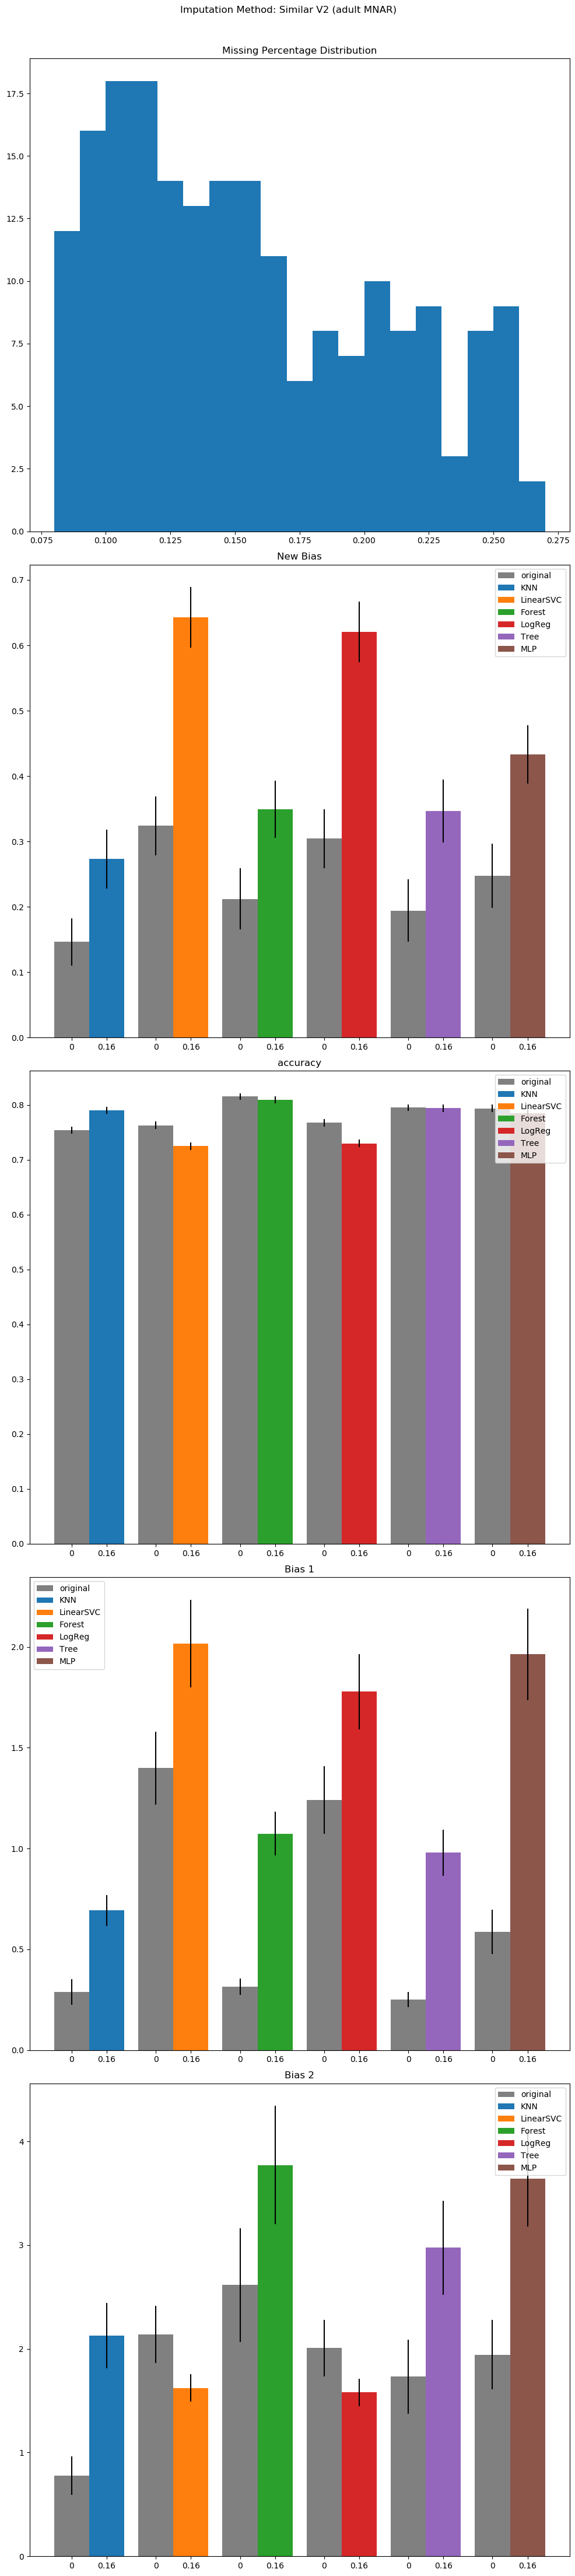 Imputation Method: Similar V2 (adult MNAR)
Missing Percentage Distribution
17.5
15.0
12.5
10.0
7.5
5.0
2.5
0.0
0.075 0.100 0.125 0.150 0.175 0.200 0.225 0.250 0.275
New Bias
0.7
0.6
0.5
0.4
0.3
0.2
0.1
0.0
original
KNN
LinearSVC
Forest
LogReg
Tree
MLP
0 0.16 0 0.16 0 0.16 0 0.16 0 0.16 0 0.16
accuracy
0.8
0.7
0.6
0.5
0.4
0.3
0.2
0.1
0.0
original
KNN
LinearSVC
Forest
LogReg
Tree
MLP
0 0.16 0 0.16 0 0.16 0 0.16 0 0.16 0 0.16
Bias 1
original
KNN
LinearSVC
Forest
LogReg
Tree
MLP
2.0
1.5
1.0
0.5
0.0
0 0.16 0 0.16 0 0.16 0 0.16 0 0.16 0 0.16
Bias 2
4
3
2
1
0
original
KNN
LinearSVC
Forest
LogReg
Tree
MLP
0 0.16 0 0.16 0 0.16 0 0.16 0 0.16 0 0.16